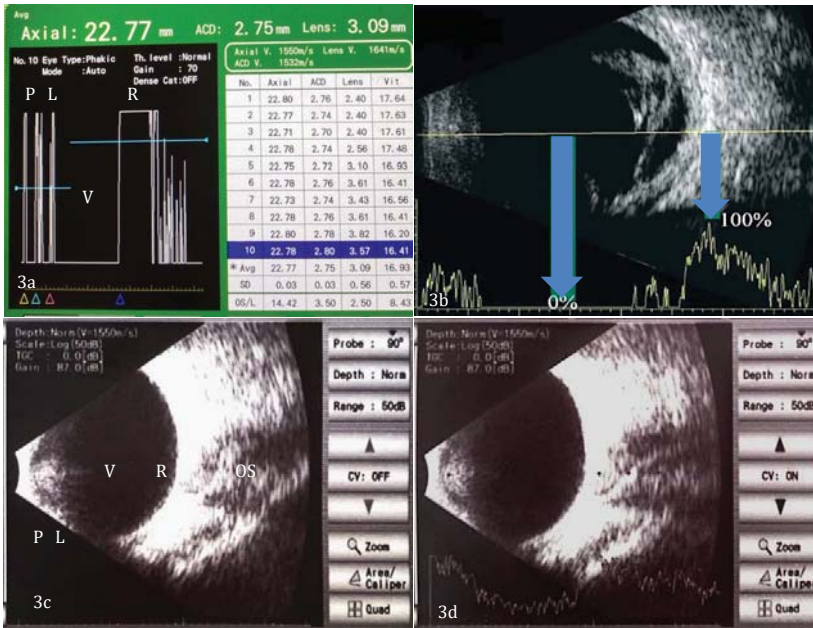 Avg
Axial: 22.77 mm ACD: 2.75 mm Lens: 3.09 mm
No. 10 Eye Type:Phakic Th. level :Normal
Mode :Auto Gain : 70
Dense Cat:OFF
Axial V. 1550m/s Lens V. 1641m/s
ACD V. 1532m/s
P L R
V
3a
No. Axial ACD Lens Vit
1 22.80 2.76 2.40 17.64
2 22.77 2.74 2.40 17.63
3 22.71 2.70 2.40 17.61
4 22.78 2.74 2.56 17.48
5 22.75 2.72 3.10 16.93
6 22.78 2.76 3.61 16.41
7 22.73 2.74 3.43 16.56
8 22.78 2.76 3.61 16.41
9 22.80 2.78 3.82 16.20
10 22.78 2.80 3.57 16.41
*Avg 22.77 2.75 3.09 16.93
SD 0.03 0.03 0.56 0.57
OS/L 14.42 3.50 2.50 8.43
100%
0%
3b
Depth:Norm(V=1550m/s)
Scale:Log(50dB)
TGC : 0.0[dB]
Gain : 87.0[dB]
V R OS
P L
3c
Probe : 90°
Depth : Norm
Range : 50dB
CV: OFF
Zoom
Area/
Caliper
Quad
Depth:Norm(V=1550m/s)
Scale:Log(50dB)
TGC : 0.0[dB]
Gain : 87.0[dB]
3d
Probe : 90°
Depth : Norm
Range : 50dB
CV: ON
Zoom
Area/
Caliper
Quad